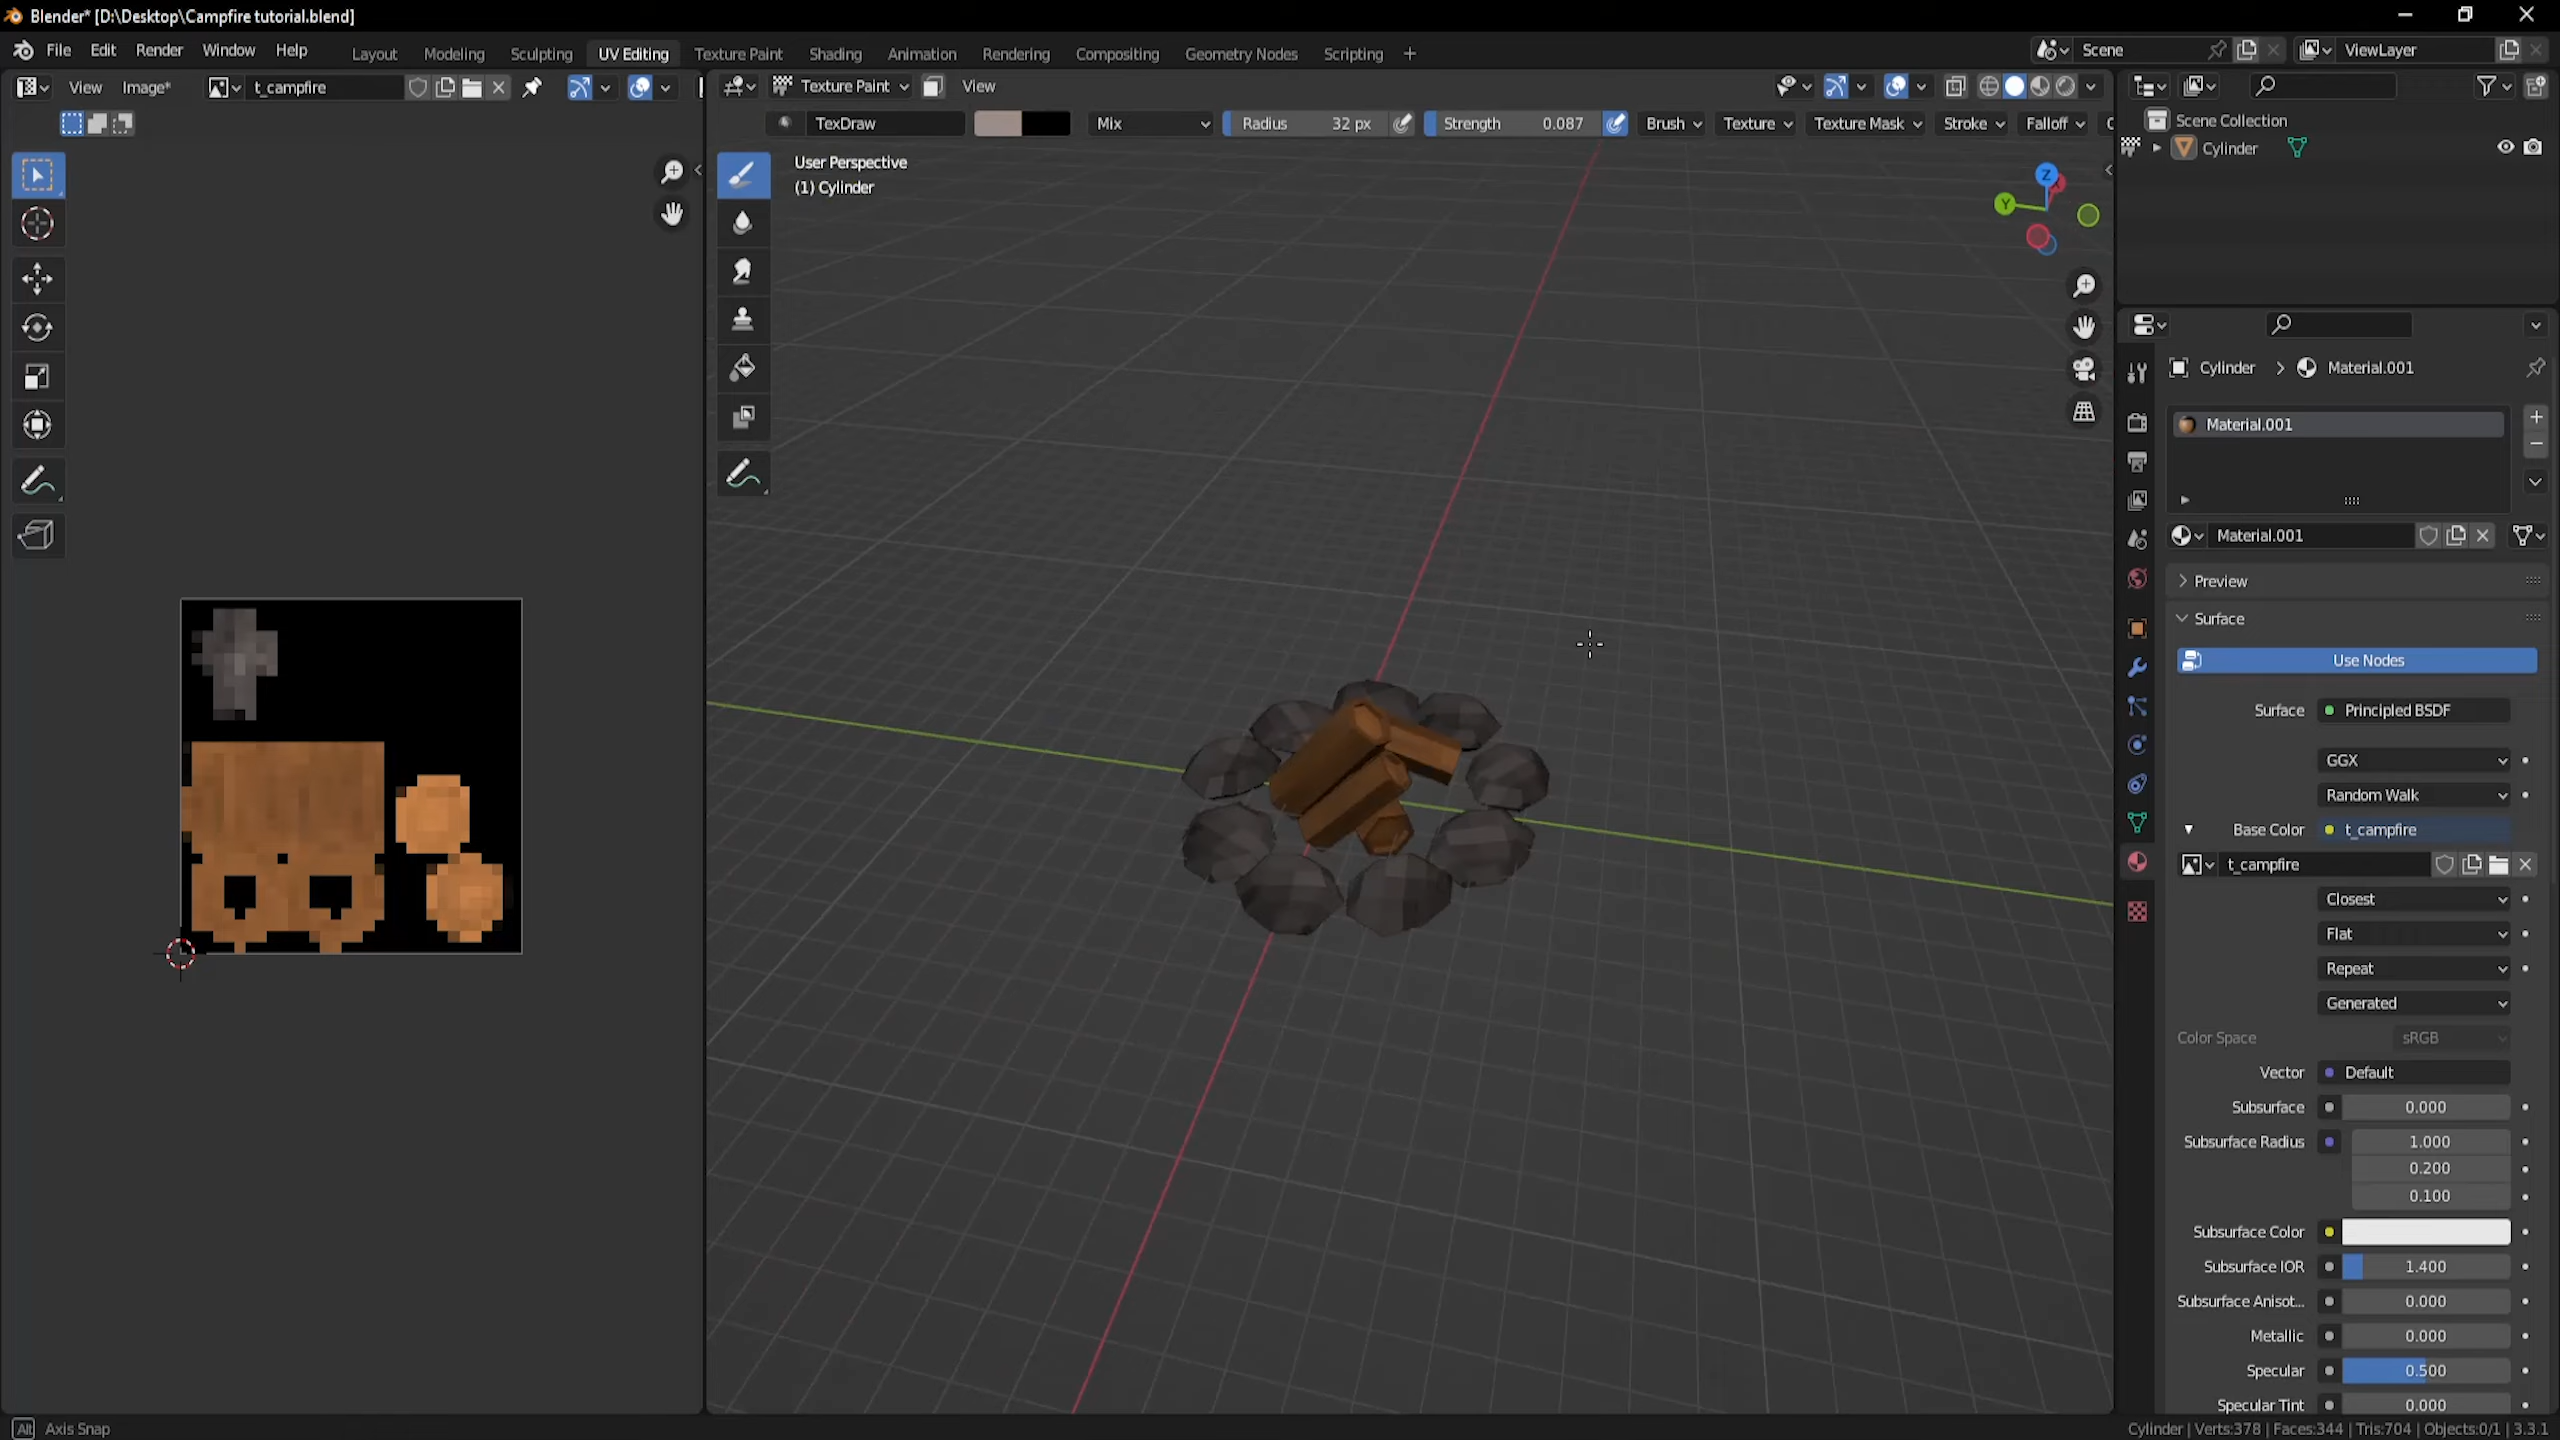 Blender* [D:\Desktop\Campfire tutorial.blend]
File Edit Render Window Help Layout Modeling Sculpting UV Editing Texture Paint Shading Animation Rendering Compositing Geometry Nodes Scripting + Scene ViewLayer
View Image* t_campfire
Texture Paint View
TexDraw Mix Radius 32 px Strength 0.087 Brush Texture Texture Mask Stroke Falloff
User Perspective
(1) Cylinder
Z
Y
Scene Collection
Cylinder
Cylinder > Material.001
Material.001
Material.001
Preview
Surface
Use Nodes
Surface Principled BSDF
GGX
Random Walk
Base Color t_campfire
t_campfire
Closest
Flat
Repeat
Generated
Color Space sRGB
Vector Default
Subsurface 0.000
Subsurface Radius 1.000
0.200
0.100
Subsurface Color
Subsurface IOR 1.400
Subsurface Anisot... 0.000
Metallic 0.000
Specular 0.500
Specular Tint 0.000
Alt Axis Snap
Cylinder | Verts:378 | Faces:344 | Tris:704 | Objects:0/1 | 3.3.1